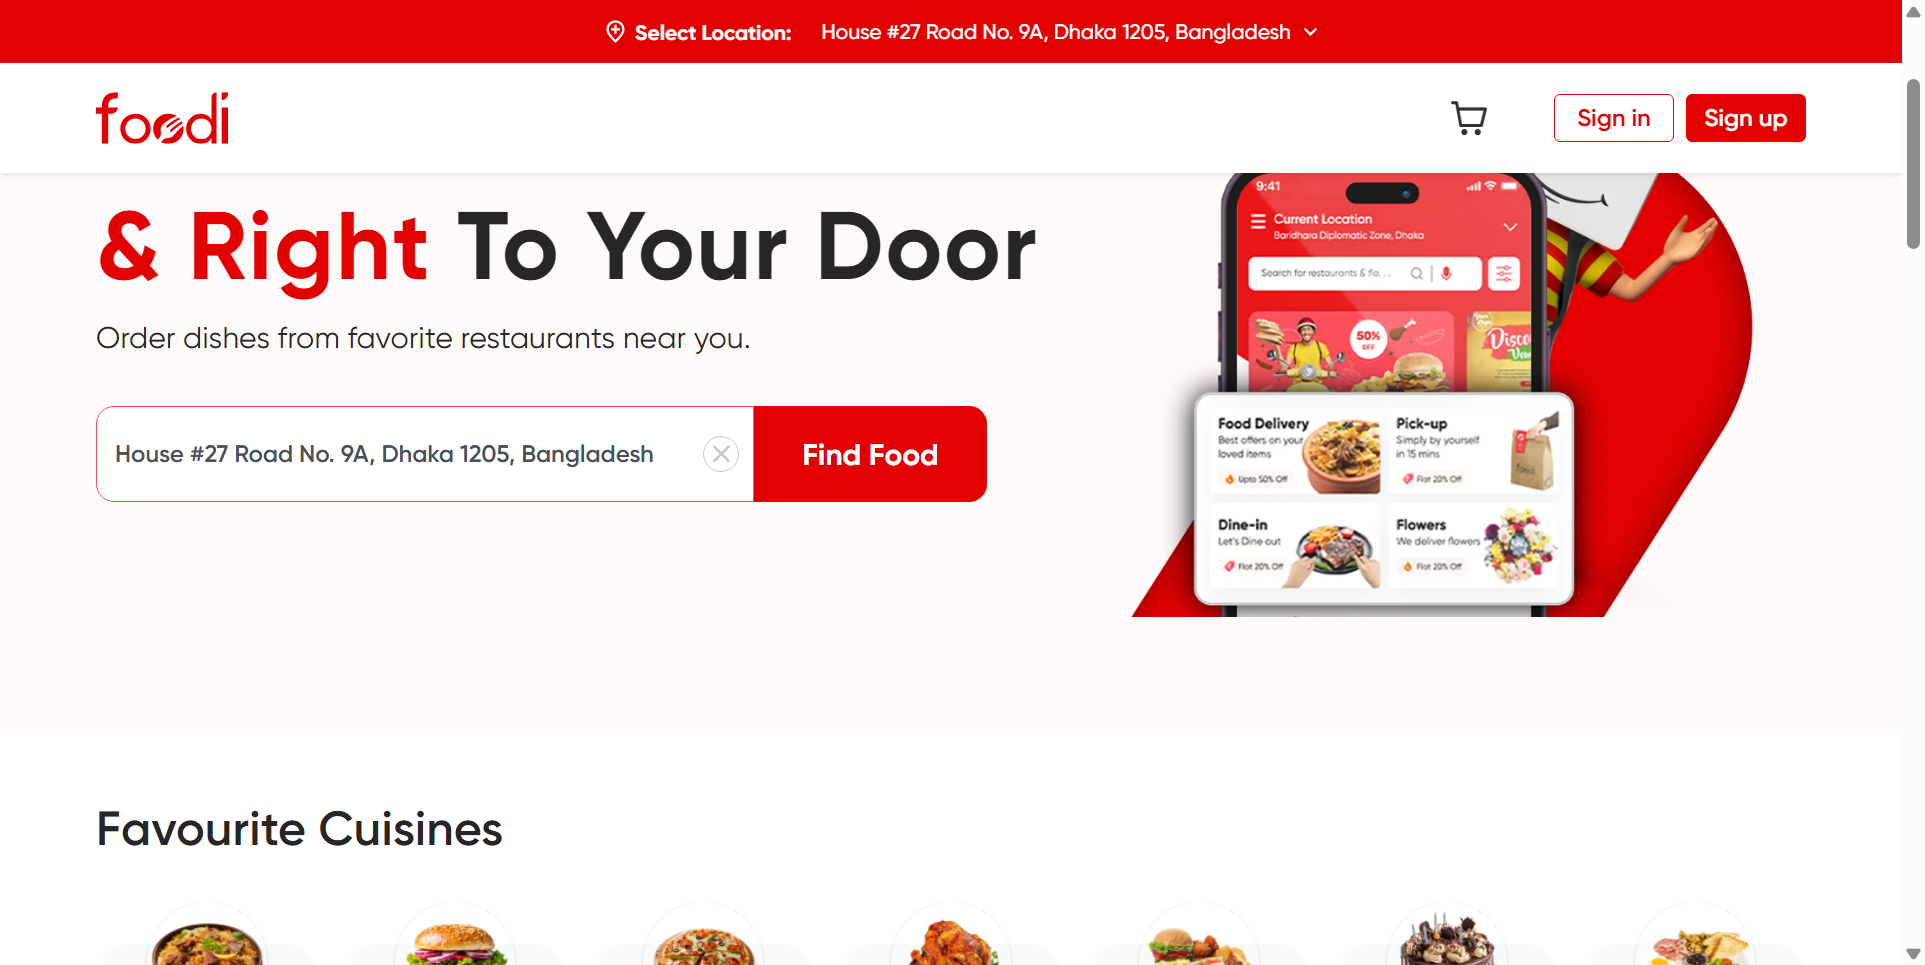 Select Location: House #27 Road No. 9A, Dhaka 1205, Bangladesh
foodi
Sign in
Sign up
& Right To Your Door
Order dishes from favorite restaurants near you.
House #27 Road No. 9A, Dhaka 1205, Bangladesh
Find Food
9:41
Current Location
Baridhara Diplomatic Zone, Dhaka
Search for restaurants & flo...
50%
OFF
Food Delivery
Best offers on your
loved items
Upto 50% Off
Pick-up
Simply by yourself
in 15 mins
Flat 20% Off
foodi
Dine-in
Let's Dine out
Flat 20% Off
Flowers
We deliver flowers
Flat 20% Off
Favourite Cuisines